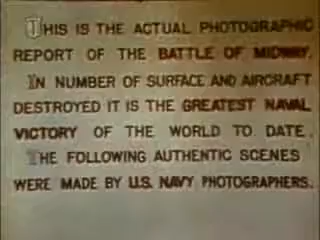 THIS IS THE ACTUAL PHOTOGRAPHIC
REPORT OF THE BATTLE OF MIDWAY.
IN NUMBER OF SURFACE AND AIRCRAFT
DESTROYED IT IS THE GREATEST NAVAL
VICTORY OF THE WORLD TO DATE.
THE FOLLOWING AUTHENTIC SCENES
WERE MADE BY U.S. NAVY PHOTOGRAPHERS.